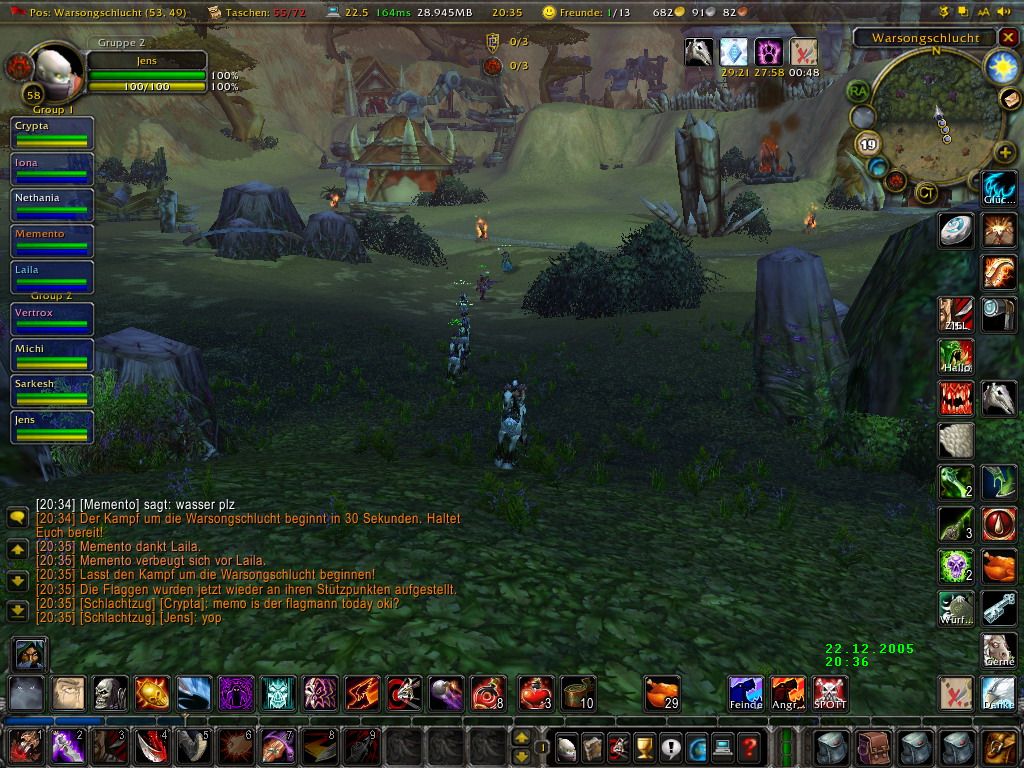 Pos: Warsongschlucht (53, 49) Taschen: 55/72 22.5 164ms 28.945MB 20:35 Freunde: 1/13 682 91 82
Gruppe 2
Jens
100/100
100%
100%
58
0/3
0/3
29:21 27:58 00:48
Warsongschlucht
N
RA
19
CT
Group 1
Crypta
Iona
Nethania
Memento
Laila
Group 2
Vertrox
Michi
Sarkesh
Jens
ZIEL
Hallo
2
3
2
Würf...
Gerne
[20:34] [Memento] sagt: wasser plz
[20:34] Der Kampf um die Warsongschlucht beginnt in 30 Sekunden. Haltet
Euch bereit!
[20:35] Memento dankt Laila.
[20:35] Memento verbeugt sich vor Laila.
[20:35] Lasst den Kampf um die Warsongschlucht beginnen!
[20:35] Die Flaggen wurden jetzt wieder an ihren Stützpunkten aufgestellt.
[20:35] [Schlachtzug] [Crypta]: memo is der flagmann today oki?
[20:35] [Schlachtzug] [Jens]: yop
22.12.2005
20:36
8 3 10 29 Feinde Angr... SPOTT Danke
2 3 4 5 6 7 8 9 1